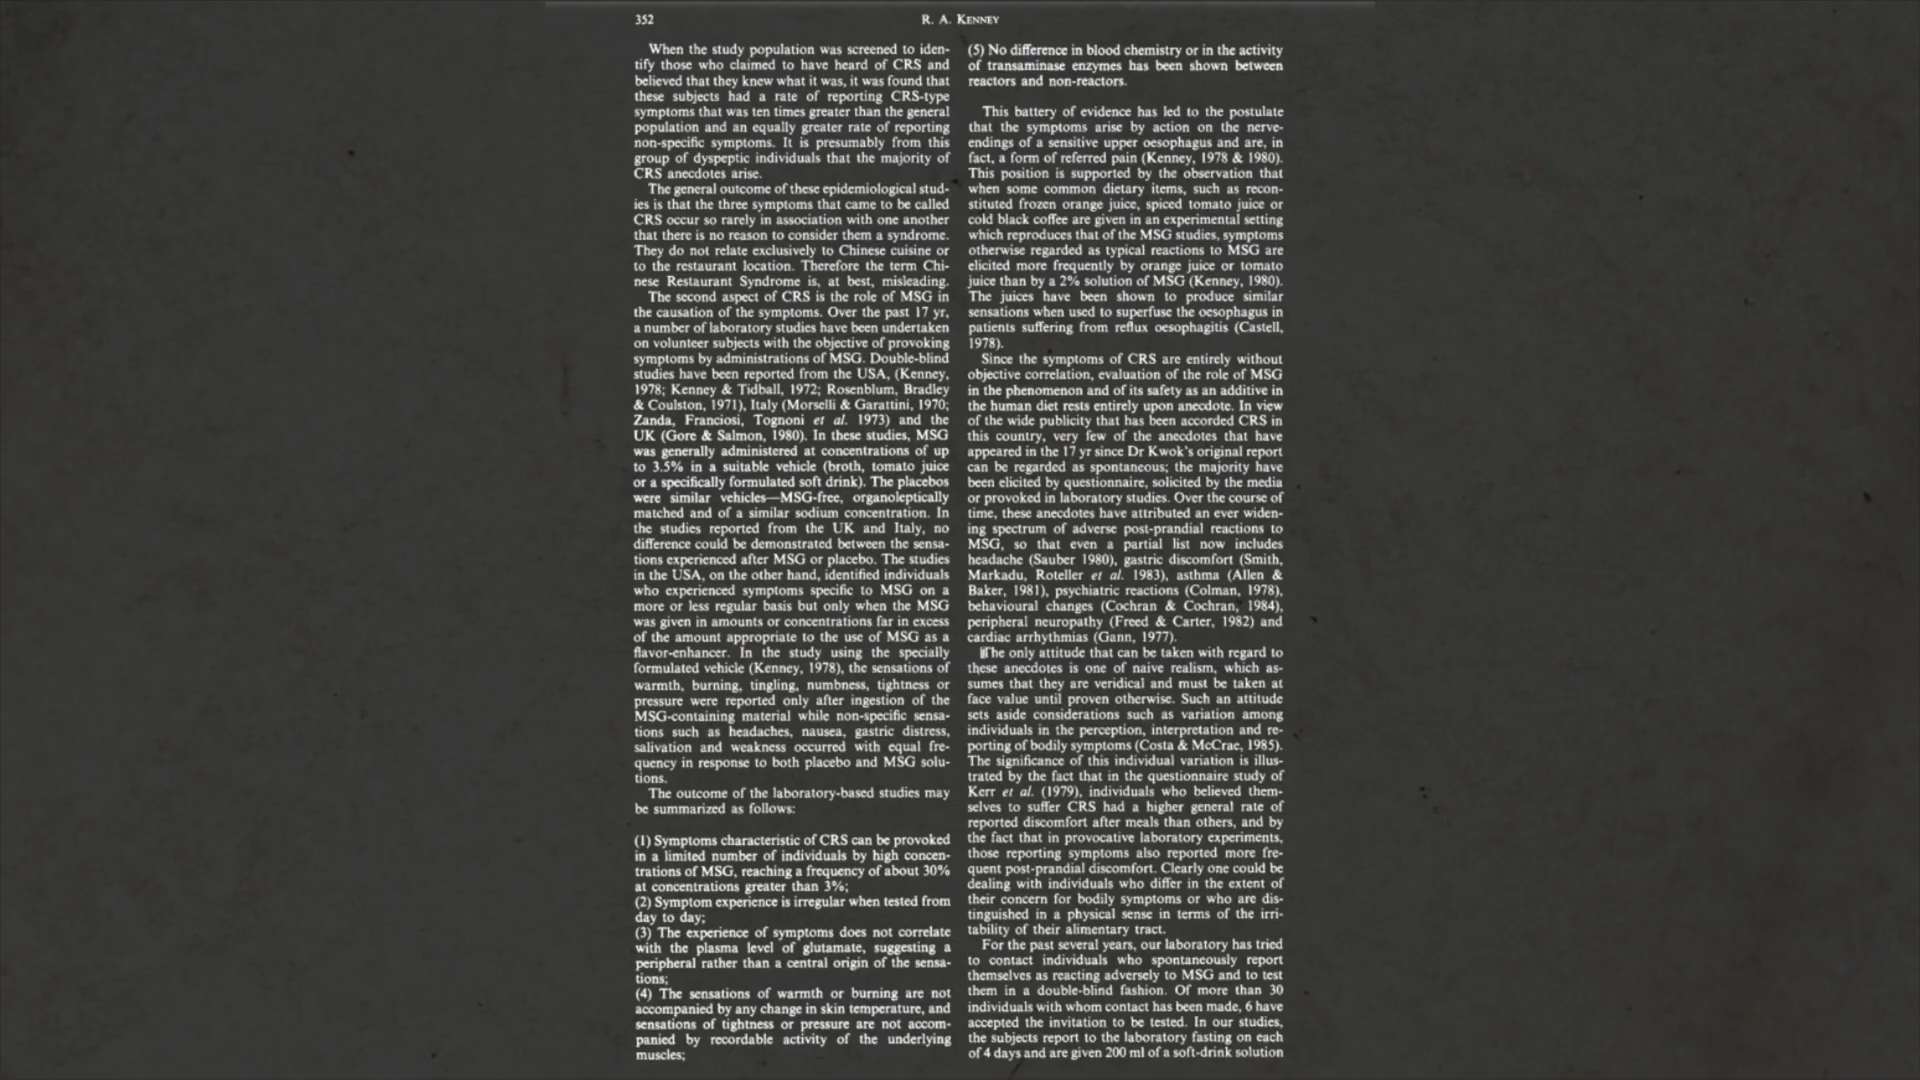 352
R. A. Kenney
When the study population was screened to iden-
tify those who claimed to have heard of CRS and
believed that they knew what it was, it was found that
these subjects had a rate of reporting CRS-type
symptoms that was ten times greater than the general
population and an equally greater rate of reporting
non-specific symptoms. It is presumably from this
group of dyspeptic individuals that the majority of
CRS anecdotes arise.
The general outcome of these epidemiological stud-
ies is that the three symptoms that came to be called
CRS occur so rarely in association with one another
that there is no reason to consider them a syndrome.
They do not relate exclusively to Chinese cuisine or
to the restaurant location. Therefore the term Chi-
nese Restaurant Syndrome is, at best, misleading.
The second aspect of CRS is the role of MSG in
the causation of the symptoms. Over the past 17 yr,
a number of laboratory studies have been undertaken
on volunteer subjects with the objective of provoking
symptoms by administrations of MSG. Double-blind
studies have been reported from the USA, (Kenney,
1978; Kenney & Tidball, 1972; Rosenblum, Bradley
& Coulston, 1971), Italy (Morselli & Garattini, 1970;
Zanda, Franciosi, Tognoni et al. 1973) and the
UK (Gore & Salmon, 1980). In these studies, MSG
was generally administered at concentrations of up
to 3.5% in a suitable vehicle (broth, tomato juice
or a specifically formulated soft drink). The placebos
were similar vehicles—MSG-free, organoleptically
matched and of a similar sodium concentration. In
the studies reported from the UK and Italy, no
difference could be demonstrated between the sensa-
tions experienced after MSG or placebo. The studies
in the USA, on the other hand, identified individuals
who experienced symptoms specific to MSG on a
more or less regular basis but only when the MSG
was given in amounts or concentrations far in excess
of the amount appropriate to the use of MSG as a
flavor-enhancer. In the study using the specially
formulated vehicle (Kenney, 1978), the sensations of
warmth, burning, tingling, numbness, tightness or
pressure were reported only after ingestion of the
MSG-containing material while non-specific sensa-
tions such as headaches, nausea, gastric distress,
salivation and weakness occurred with equal fre-
quency in response to both placebo and MSG solu-
tions.
The outcome of the laboratory-based studies may
be summarized as follows:
(1) Symptoms characteristic of CRS can be provoked
in a limited number of individuals by high concen-
trations of MSG, reaching a frequency of about 30%
at concentrations greater than 3%;
(2) Symptom experience is irregular when tested from
day to day;
(3) The experience of symptoms does not correlate
with the plasma level of glutamate, suggesting a
peripheral rather than a central origin of the sensa-
tions;
(4) The sensations of warmth or burning are not
accompanied by any change in skin temperature, and
sensations of tightness or pressure are not accom-
panied by recordable activity of the underlying
muscles;
(5) No difference in blood chemistry or in the activity
of transaminase enzymes has been shown between
reactors and non-reactors.
This battery of evidence has led to the postulate
that the symptoms arise by action on the nerve-
endings of a sensitive upper oesophagus and are, in
fact, a form of referred pain (Kenney, 1978 & 1980).
This position is supported by the observation that
when some common dietary items, such as recon-
stituted frozen orange juice, spiced tomato juice or
cold black coffee are given in an experimental setting
which reproduces that of the MSG studies, symptoms
otherwise regarded as typical reactions to MSG are
elicited more frequently by orange juice or tomato
juice than by a 2% solution of MSG (Kenney, 1980).
The juices have been shown to produce similar
sensations when used to superfuse the oesophagus in
patients suffering from reflux oesophagitis (Castell,
1978).
Since the symptoms of CRS are entirely without
objective correlation, evaluation of the role of MSG
in the phenomenon and of its safety as an additive in
the human diet rests entirely upon anecdote. In view
of the wide publicity that has been accorded CRS in
this country, very few of the anecdotes that have
appeared in the 17 yr since Dr Kwok's original report
can be regarded as spontaneous; the majority have
been elicited by questionnaire, solicited by the media
or provoked in laboratory studies. Over the course of
time, these anecdotes have attributed an ever widen-
ing spectrum of adverse post-prandial reactions to
MSG, so that even a partial list now includes
headache (Sauber 1980), gastric discomfort (Smith,
Markadu, Roteller et al. 1983), asthma (Allen &
Baker, 1981), psychiatric reactions (Colman, 1978),
behavioural changes (Cochran & Cochran, 1984),
peripheral neuropathy (Freed & Carter, 1982) and
cardiac arrhythmias (Gann, 1977).
The only attitude that can be taken with regard to
these anecdotes is one of naive realism, which as-
sumes that they are veridical and must be taken at
face value until proven otherwise. Such an attitude
sets aside considerations such as variation among
individuals in the perception, interpretation and re-
porting of bodily symptoms (Costa & McCrae, 1985).
The significance of this individual variation is illus-
trated by the fact that in the questionnaire study of
Kerr et al. (1979), individuals who believed them-
selves to suffer CRS had a higher general rate of
reported discomfort after meals than others, and by
the fact that in provocative laboratory experiments,
those reporting symptoms also reported more fre-
quent post-prandial discomfort. Clearly one could be
dealing with individuals who differ in the extent of
their concern for bodily symptoms or who are dis-
tinguished in a physical sense in terms of the irri-
tability of their alimentary tract.
For the past several years, our laboratory has tried
to contact individuals who spontaneously report
themselves as reacting adversely to MSG and to test
them in a double-blind fashion. Of more than 30
individuals with whom contact has been made, 6 have
accepted the invitation to be tested. In our studies,
the subjects report to the laboratory fasting on each
of 4 days and are given 200 ml of a soft-drink solution